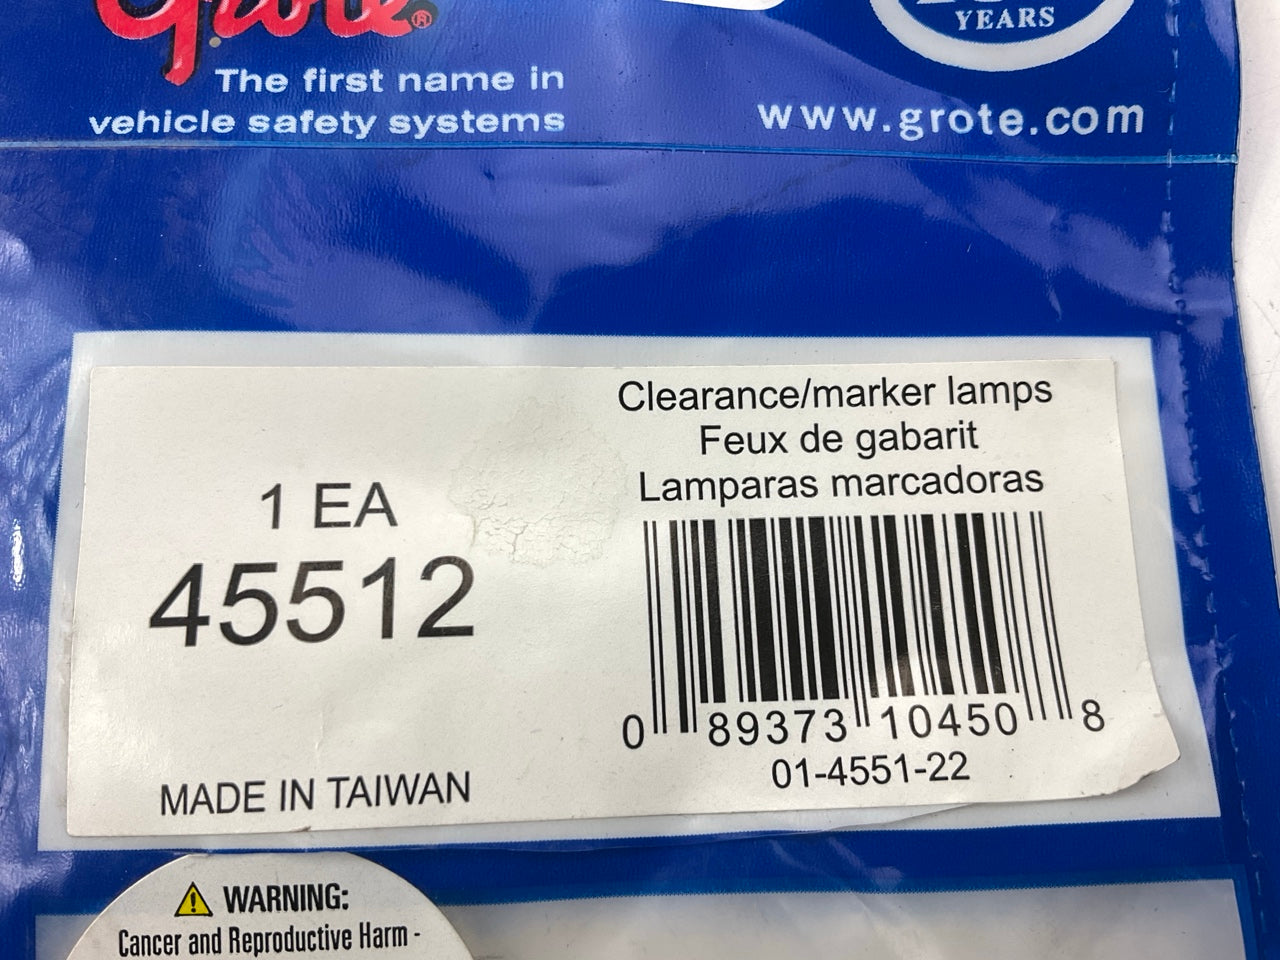 Grote®
YEARS
The first name in
vehicle safety systems
www.grote.com
Clearance/marker lamps
Feux de gabarit
Lamparas marcadoras
1 EA
45512
0 89373 10450 8
01-4551-22
MADE IN TAIWAN
WARNING:
Cancer and Reproductive Harm -